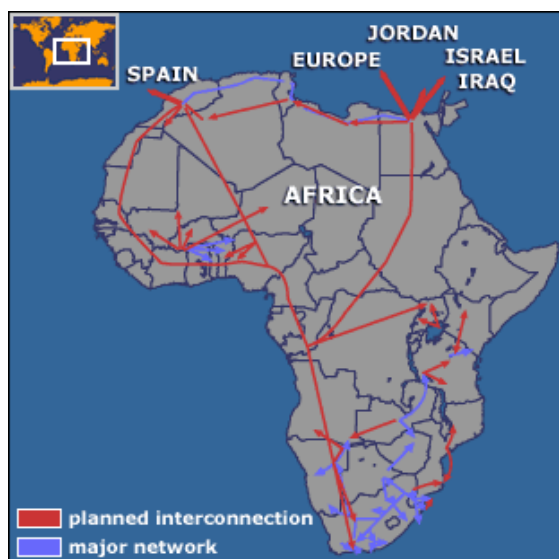 JORDAN
EUROPE
ISRAEL
SPAIN
IRAQ
AFRICA
planned interconnection
major network